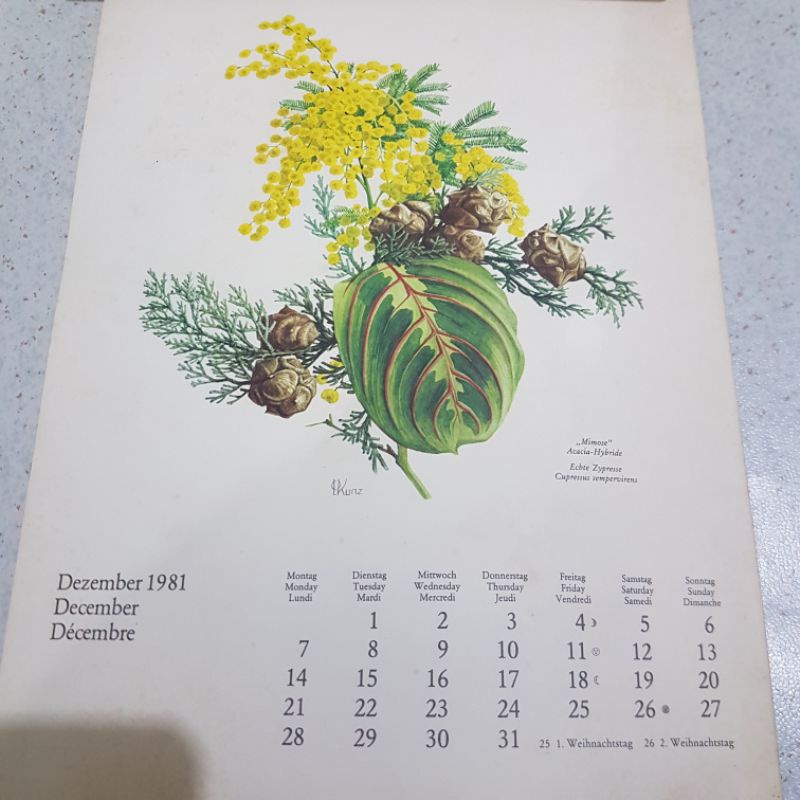 „Mimose"
Acacia-Hybride
Echte Zypresse
Cupressus sempervirens
EKunz
Dezember 1981
December
Décembre
Montag Dienstag Mittwoch Donnerstag Freitag Samstag Sonntag
Monday Tuesday Wednesday Thursday Friday Saturday Sunday
Lundi Mardi Mercredi Jeudi Vendredi Samedi Dimanche
1 2 3 4 5 6
7 8 9 10 11 12 13
14 15 16 17 18 19 20
21 22 23 24 25 26 27
28 29 30 31 25 1. Weihnachtstag 26 2. Weihnachtstag